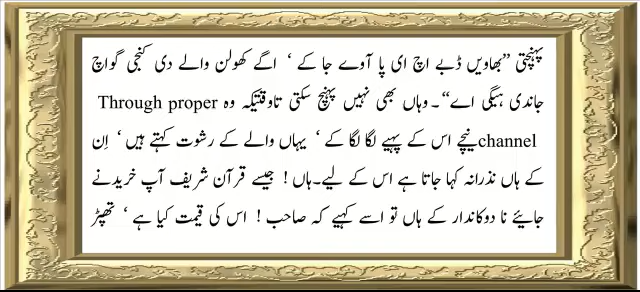 پہنچتی ’’بھاویں ڈبے اچ ای پا آوے جا کے ‘ اگے کھولن والے دی کنجی گواچ
جاندی ہیگی اے‘‘۔ وہاں بھی نہیں پہنچ سکتی تاوقتیکہ وہ Through proper
channel نیچے اس کے پہیے لگا لگا کے ‘ یہاں والے کے رشوت کہتے ہیں ‘ اِن
کے ہاں نذرانہ کہا جاتا ہے اس کے لیے۔ہاں ! جیسے قرآن شریف آپ خریدنے
جائیے نا دوکاندار کے ہاں تو اسے کہیے کہ صاحب ! اس کی قیمت کیا ہے ‘ تھپڑ